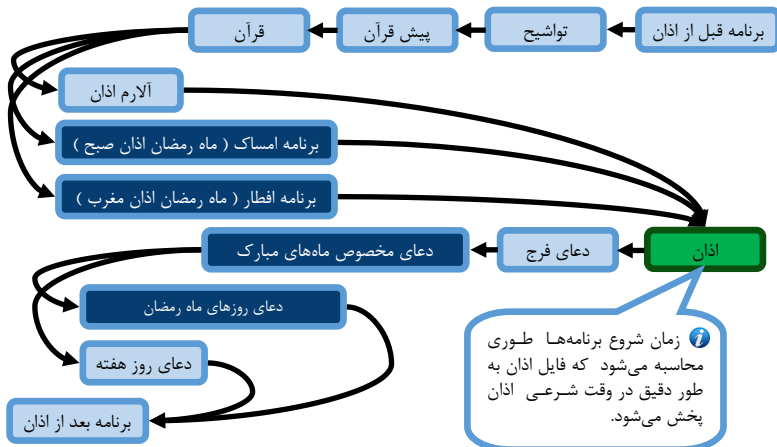 برنامه قبل از اذان
تواشیح
پیش قرآن
قرآن
آلارم اذان
برنامه امساک ( ماه رمضان اذان صبح )
برنامه افطار ( ماه رمضان اذان مغرب )
اذان
دعای فرج
دعای مخصوص ماه‌های مبارک
دعای روزهای ماه رمضان
دعای روز هفته
برنامه بعد از اذان
زمان شروع برنامه‌هـا طـوری
محاسبه می‌شود که فایل اذان به
طور دقیق در وقت شـرعـی اذان
پخش می‌شود.